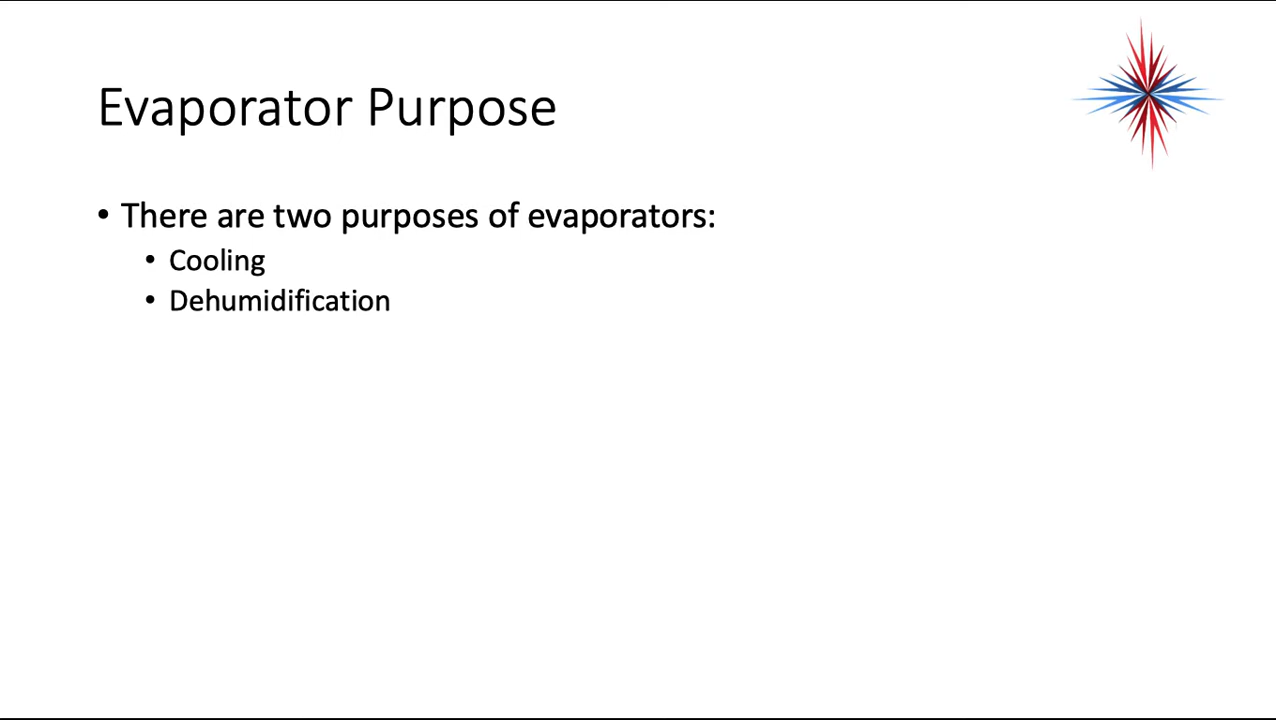 Evaporator Purpose
• There are two purposes of evaporators:
• Cooling
• Dehumidification